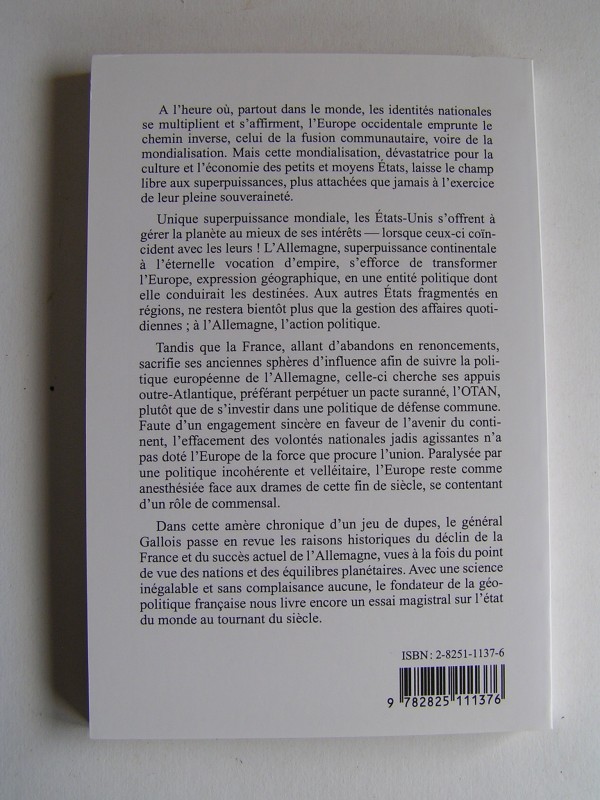 A l'heure où, partout dans le monde, les identités nationales
se multiplient et s'affirment, l'Europe occidentale emprunte le
chemin inverse, celui de la fusion communautaire, voire de la
mondialisation. Mais cette mondialisation, dévastatrice pour la
culture et l'économie des petits et moyens États, laisse le champ
libre aux superpuissances, plus attachées que jamais à l'exercice
de leur pleine souveraineté.
Unique superpuissance mondiale, les États-Unis s'offrent à
gérer la planète au mieux de ses intérêts — lorsque ceux-ci coïn-
cident avec les leurs ! L'Allemagne, superpuissance continentale
à l'éternelle vocation d'empire, s'efforce de transformer
l'Europe, expression géographique, en une entité politique dont
elle conduirait les destinées. Aux autres États fragmentés en
régions, ne restera bientôt plus que la gestion des affaires quoti-
diennes ; à l'Allemagne, l'action politique.
Tandis que la France, allant d'abandons en renoncements,
sacrifie ses anciennes sphères d'influence afin de suivre la poli-
tique européenne de l'Allemagne, celle-ci cherche ses appuis
outre-Atlantique, préférant perpétuer un pacte suranné, l'OTAN,
plutôt que de s'investir dans une politique de défense commune.
Faute d'un engagement sincère en faveur de l'avenir du conti-
nent, l'effacement des volontés nationales jadis agissantes n'a
pas doté l'Europe de la force que procure l'union. Paralysée par
une politique incohérente et velléitaire, l'Europe reste comme
anesthésiée face aux drames de cette fin de siècle, se contentant
d'un rôle de commensal.
Dans cette amère chronique d'un jeu de dupes, le général
Gallois passe en revue les raisons historiques du déclin de la
France et du succès actuel de l'Allemagne, vues à la fois du point
de vue des nations et des équilibres planétaires. Avec une science
inégalable et sans complaisance aucune, le fondateur de la géo-
politique française nous livre encore un essai magistral sur l'état
du monde au tournant du siècle.
ISBN : 2-8251-1137-6
9 782825 111376